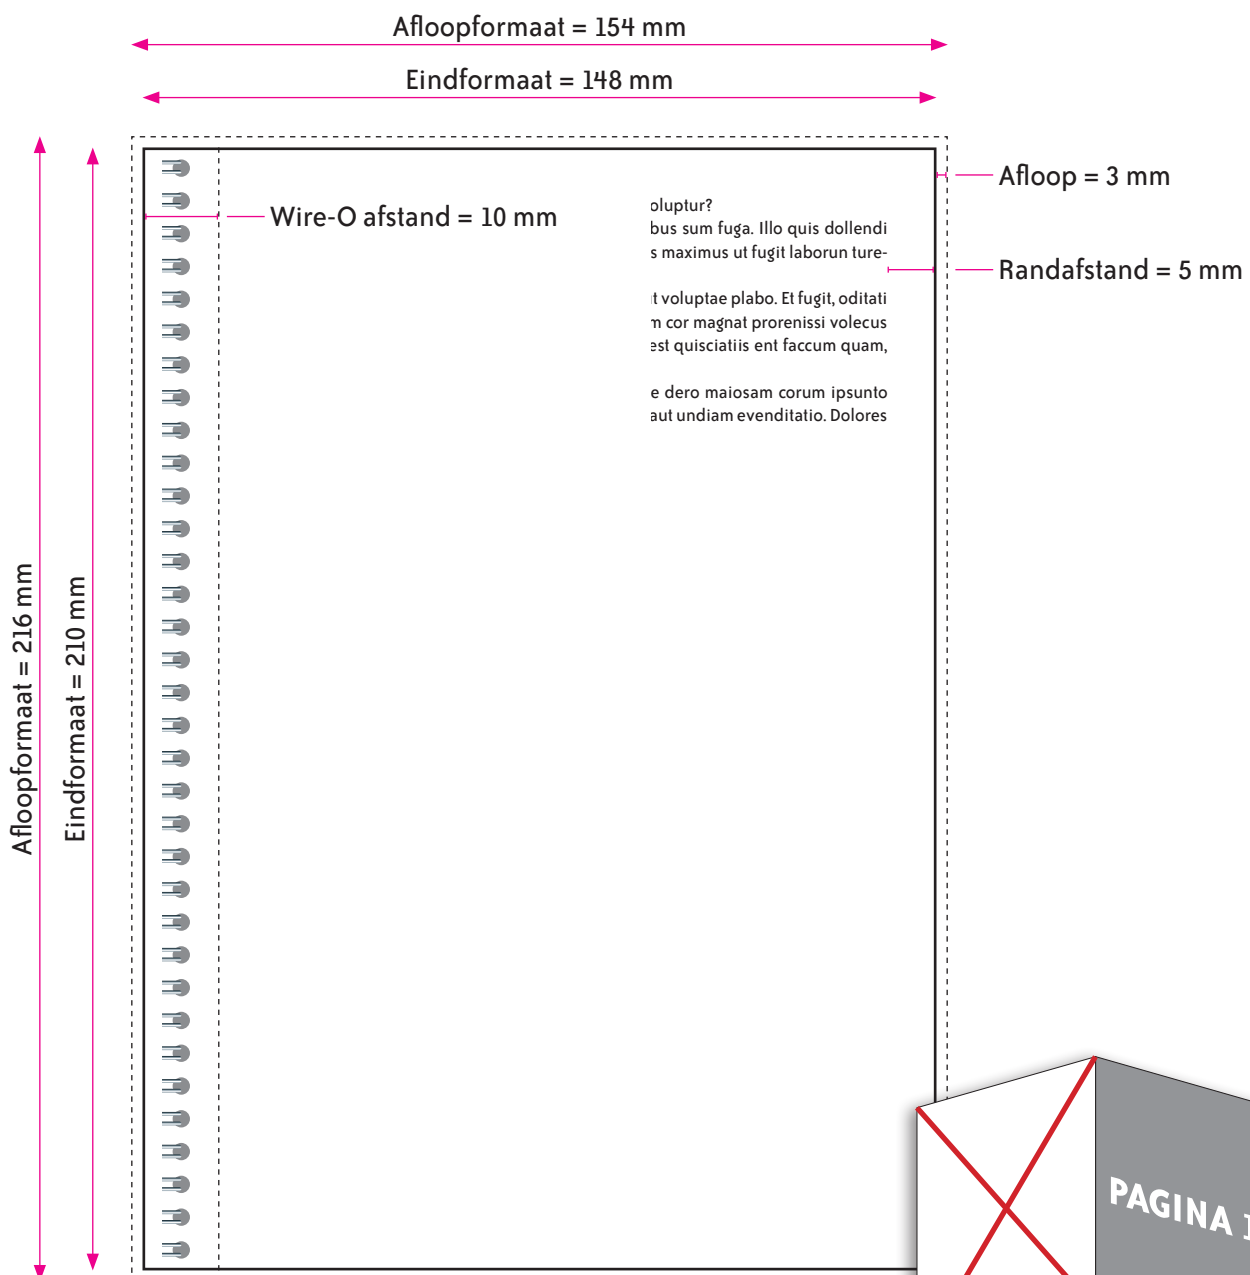 Afloopformaat = 154 mm
Eindformaat = 148 mm
Afloop = 3 mm
Wire-O afstand = 10 mm
Randafstand = 5 mm
oluptur?
bus sum fuga. Illo quis dollendi
s maximus ut fugit laborun ture-
t voluptae plabo. Et fugit, oditati
m cor magnat prorenissi volecus
est quisciatiis ent faccum quam,
e dero maiosam corum ipsunto
aut undiam evenditatio. Dolores
Afloopformaat = 216 mm
Eindformaat = 210 mm
PAGINA 1